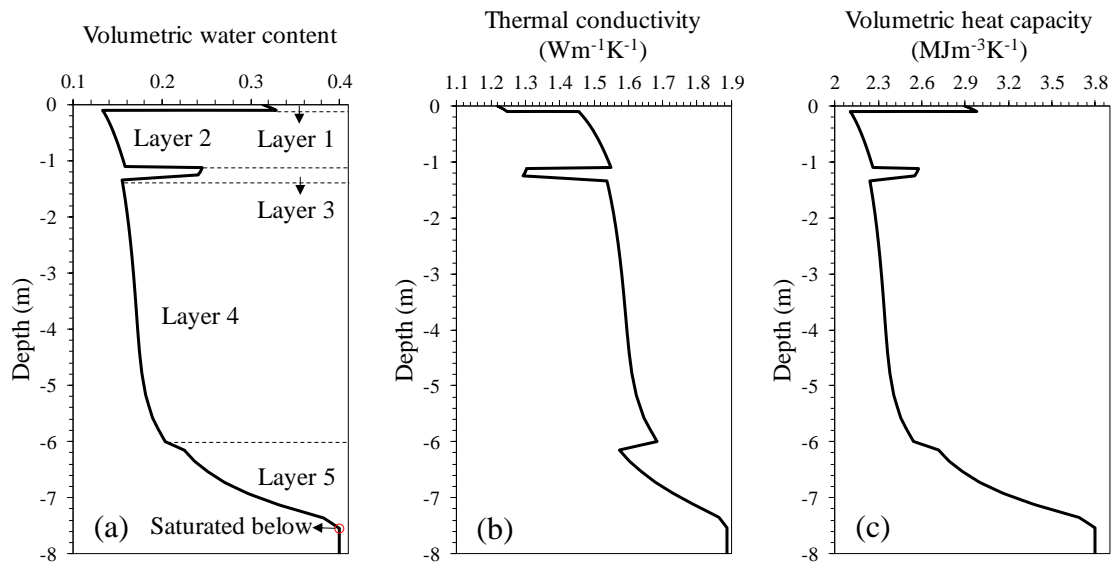 Volumetric water content
0.1 0.2 0.3 0.4
0
-1
-2
-3
-4
-5
-6
-7
-8
Depth (m)
Layer 2
Layer 1
Layer 3
Layer 4
Layer 5
Saturated below
(a)
Thermal conductivity
(Wm⁻¹K⁻¹)
1.1 1.2 1.3 1.4 1.5 1.6 1.7 1.8 1.9
0
-1
-2
-3
-4
-5
-6
-7
-8
Depth (m)
(b)
Volumetric heat capacity
(MJm⁻³K⁻¹)
2 2.3 2.6 2.9 3.2 3.5 3.8
0
-1
-2
-3
-4
-5
-6
-7
-8
Depth (m)
(c)